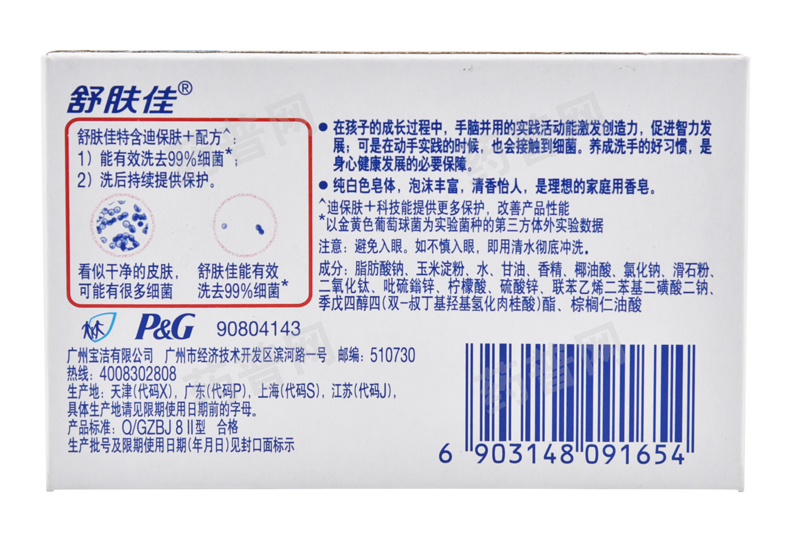 舒肤佳®
舒肤佳特含迪保肤+配方^:
1）能有效洗去99%细菌*;
2）洗后持续提供保护。
看似干净的皮肤，
可能有很多细菌
舒肤佳能有效
洗去99%细菌*
● 在孩子的成长过程中，手脑并用的实践活动能激发创造力，促进智力发
展；可是在动手实践的时候，也会接触到细菌。养成洗手的好习惯，是
身心健康发展的必要保障。
● 纯白色皂体，泡沫丰富，清香怡人，是理想的家庭用香皂。
^迪保肤+科技能提供更多保护，改善产品性能
*以金黄色葡萄球菌为实验菌种的第三方体外实验数据
注意：避免入眼。如不慎入眼，即用清水彻底冲洗。
成分：脂肪酸钠、玉米淀粉、水、甘油、香精、椰油酸、氯化钠、滑石粉、
二氧化钛、吡硫鎓锌、柠檬酸、硫酸锌、联苯乙烯二苯基二磺酸二钠、
季戊四醇四(双-叔丁基羟基氢化肉桂酸)酯、棕榈仁油酸
P&G 90804143
广州宝洁有限公司 广州市经济技术开发区滨河路一号 邮编：510730
热线：4008302808
生产地：天津(代码X)，广东(代码P)，上海(代码S)，江苏(代码J)，
具体生产地请见限期使用日期前的字母。
产品标准：Q/GZBJ 8 II型 合格
生产批号及限期使用日期(年月日)见封口面标示
6 903148 091654
药普网
药普网
药普网
药普网